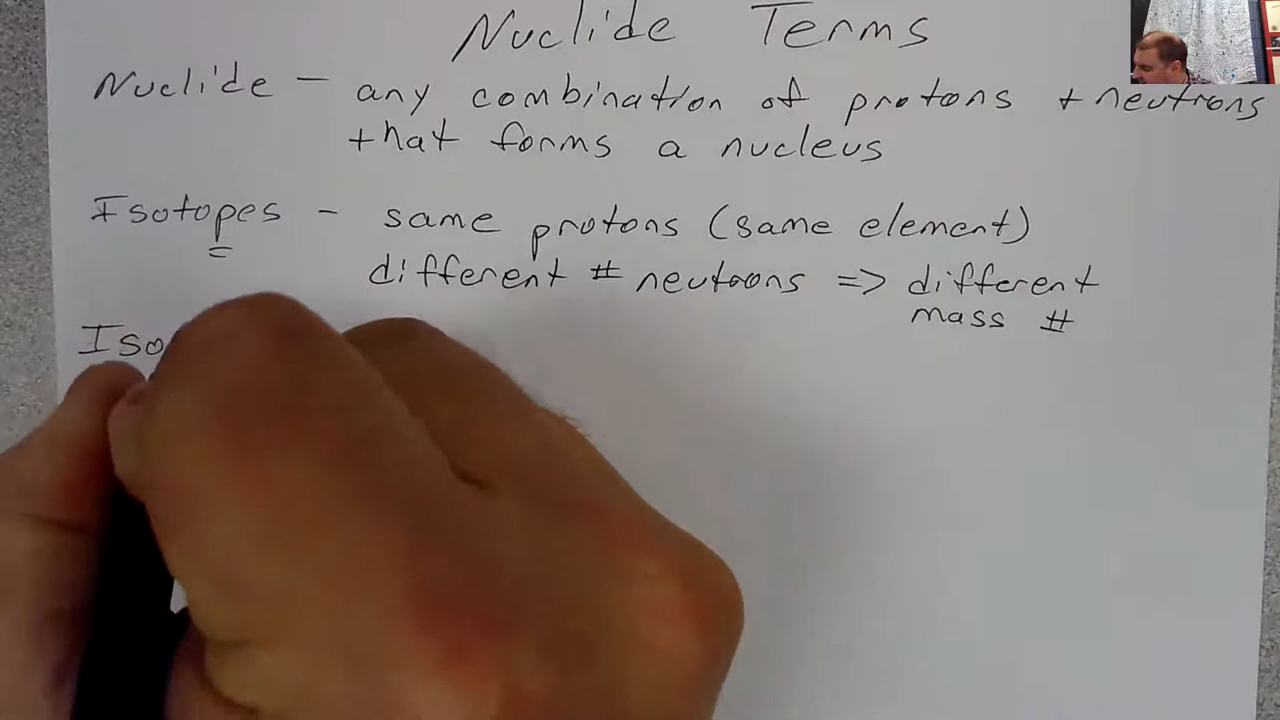 Nuclide Terms
Nuclide - any combination of protons + neutrons
that forms a nucleus
Isotopes - same protons (same element)
different # neutrons => different
mass #
Iso